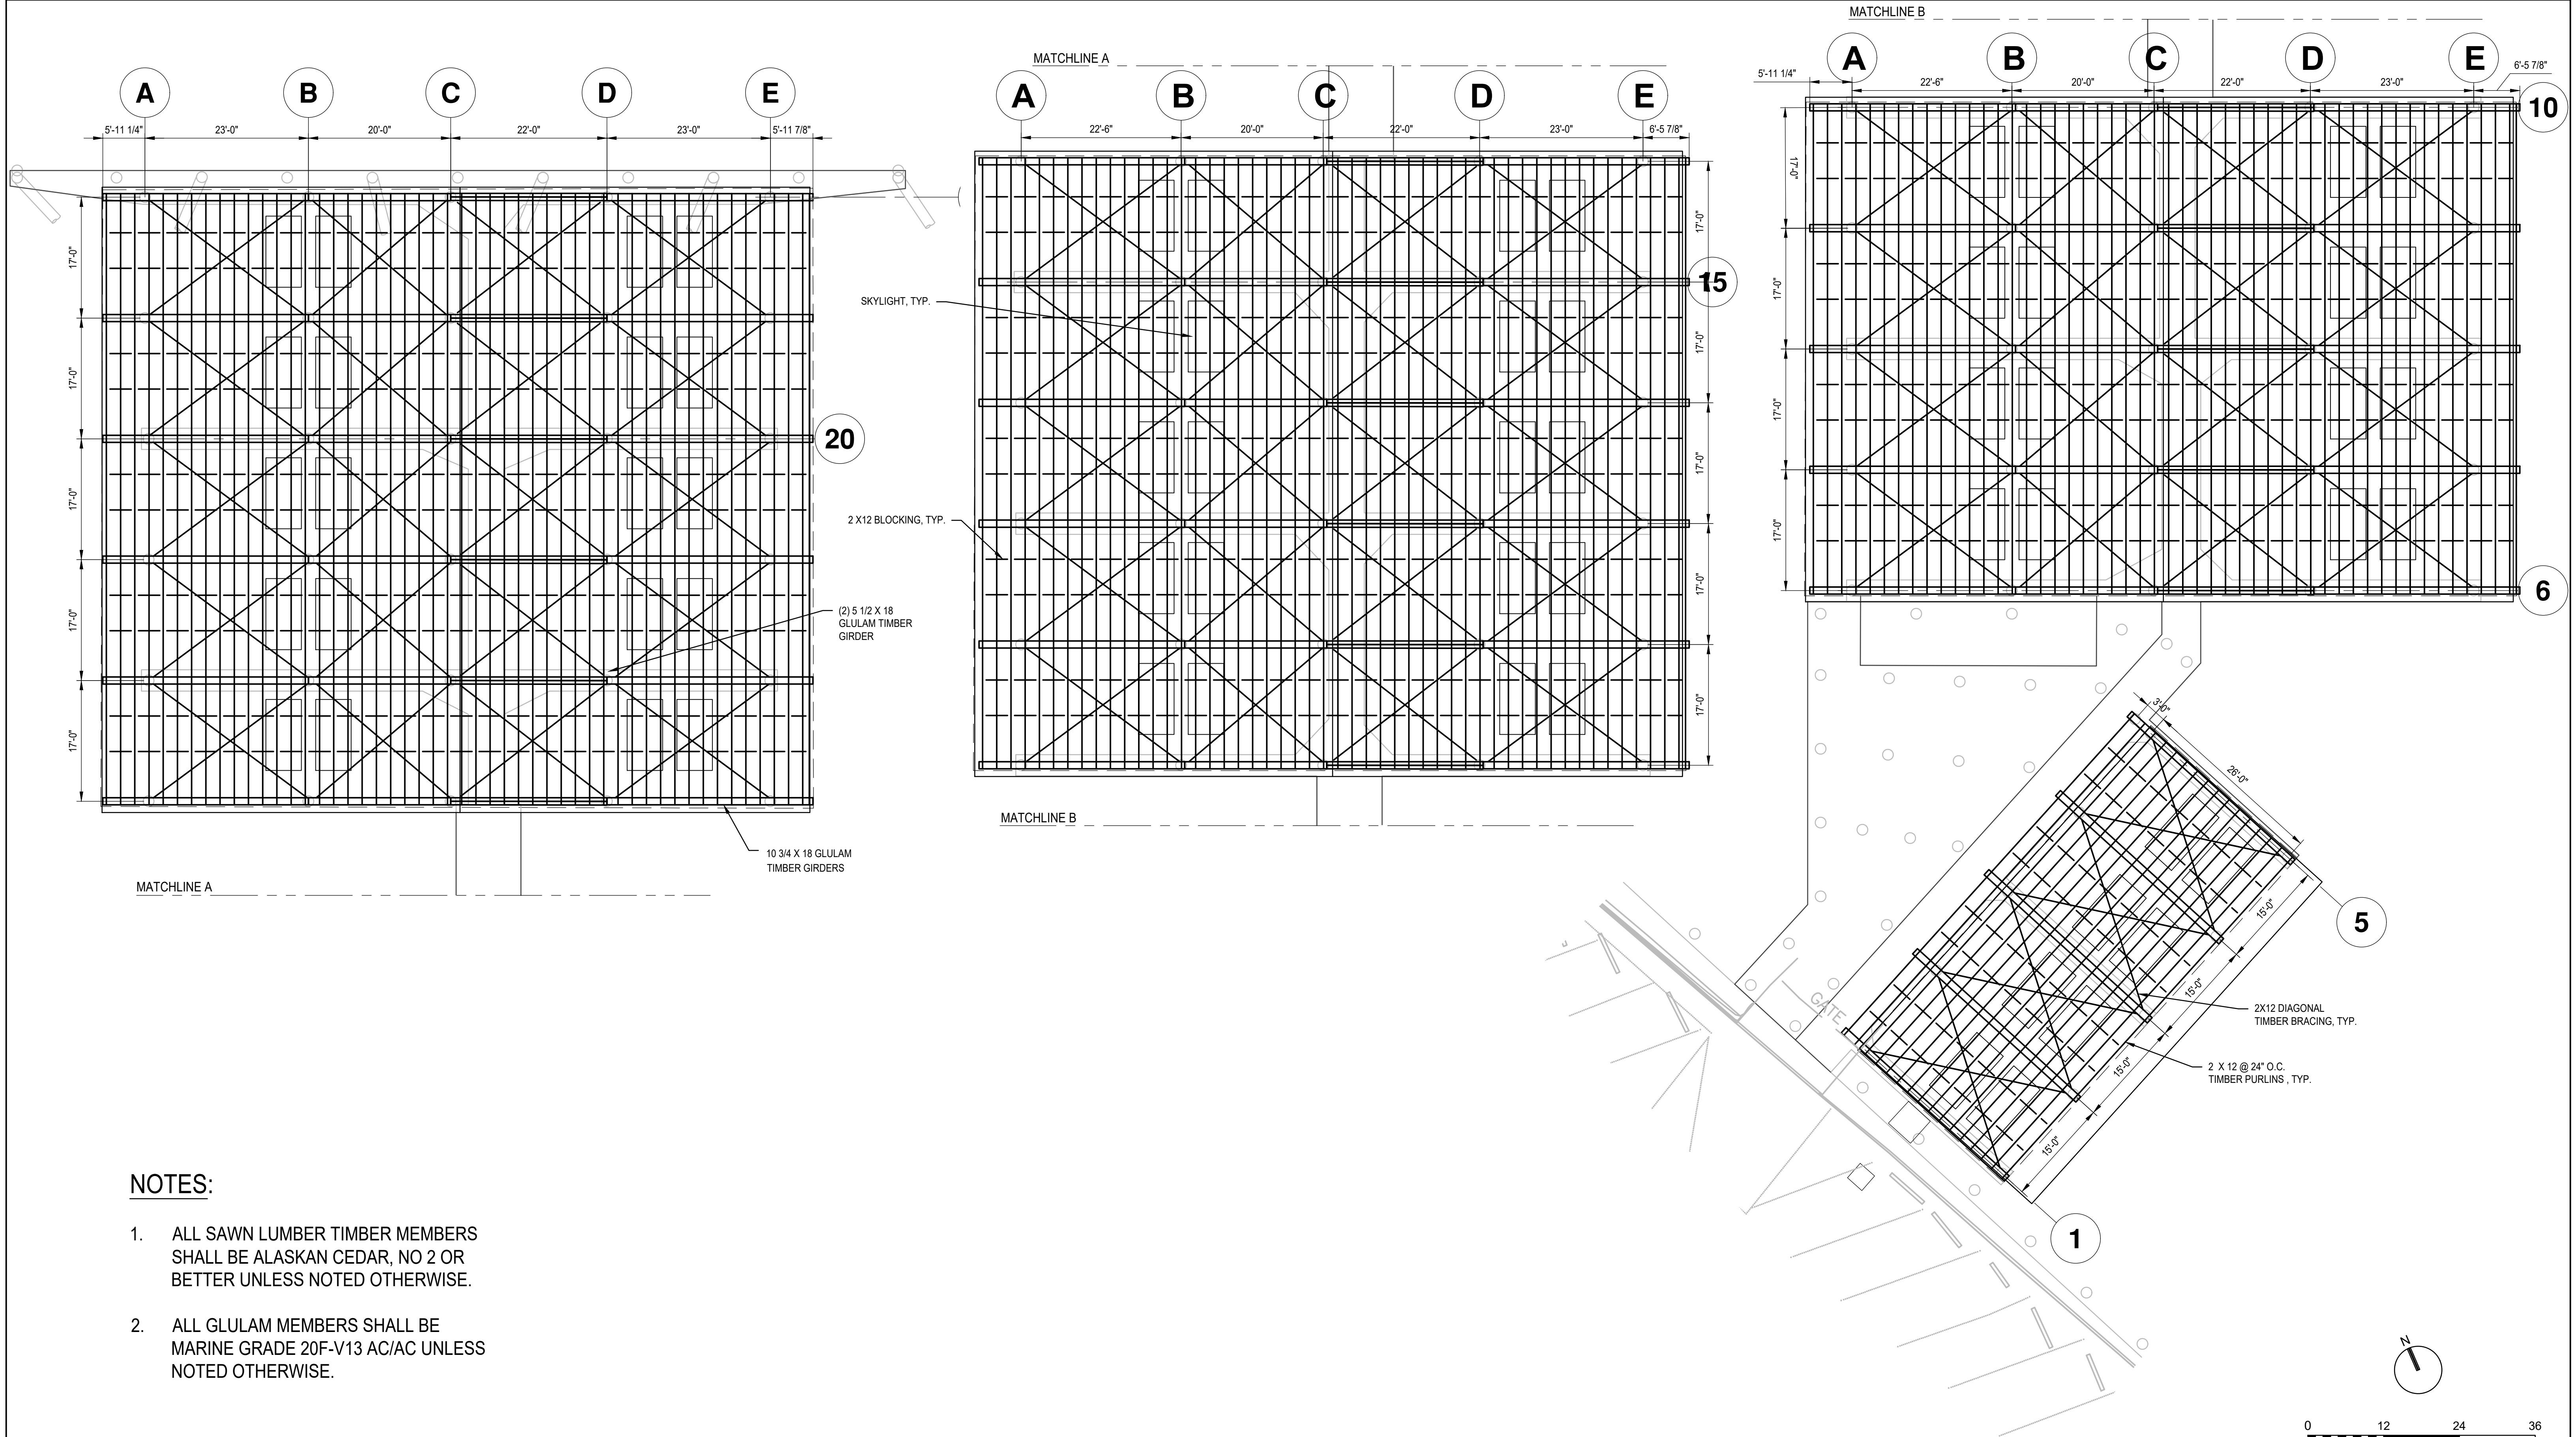 MATCHLINE B
MATCHLINE A
A B C D E
5'-11 1/4" 23'-0" 20'-0" 22'-0" 23'-0" 5'-11 7/8"
17'-0"
17'-0"
17'-0"
17'-0"
17'-0"
20
(2) 5 1/2 X 18
GLULAM TIMBER
GIRDER
10 3/4 X 18 GLULAM
TIMBER GIRDERS
MATCHLINE A
A B C D E
22'-6" 20'-0" 22'-0" 23'-0" 6'-5 7/8"
17'-0"
15
17'-0"
17'-0"
17'-0"
17'-0"
SKYLIGHT, TYP.
2 X12 BLOCKING, TYP.
MATCHLINE B
A B C D E
5'-11 1/4" 22'-6" 20'-0" 22'-0" 23'-0" 6'-5 7/8"
10
17'-0"
17'-0"
17'-0"
17'-0"
6
3'-0"
26'-0"
5
15'-0"
15'-0"
15'-0"
15'-0"
1
2X12 DIAGONAL
TIMBER BRACING, TYP.
2 X 12 @ 24" O.C.
TIMBER PURLINS , TYP.
GATE
NOTES:
1. ALL SAWN LUMBER TIMBER MEMBERS
SHALL BE ALASKAN CEDAR, NO 2 OR
BETTER UNLESS NOTED OTHERWISE.
2. ALL GLULAM MEMBERS SHALL BE
MARINE GRADE 20F-V13 AC/AC UNLESS
NOTED OTHERWISE.
N
0 12 24 36